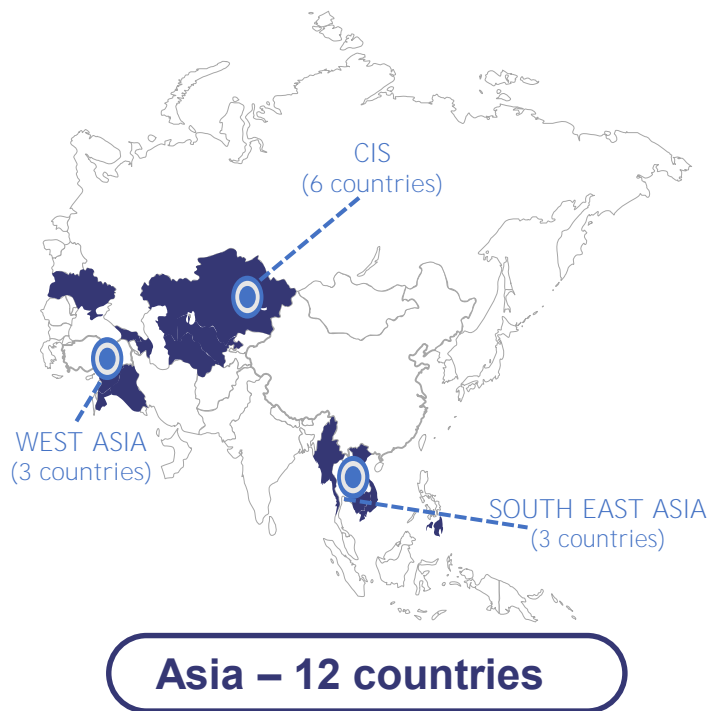 CIS
(6 countries)
WEST ASIA
(3 countries)
SOUTH EAST ASIA
(3 countries)
Asia – 12 countries